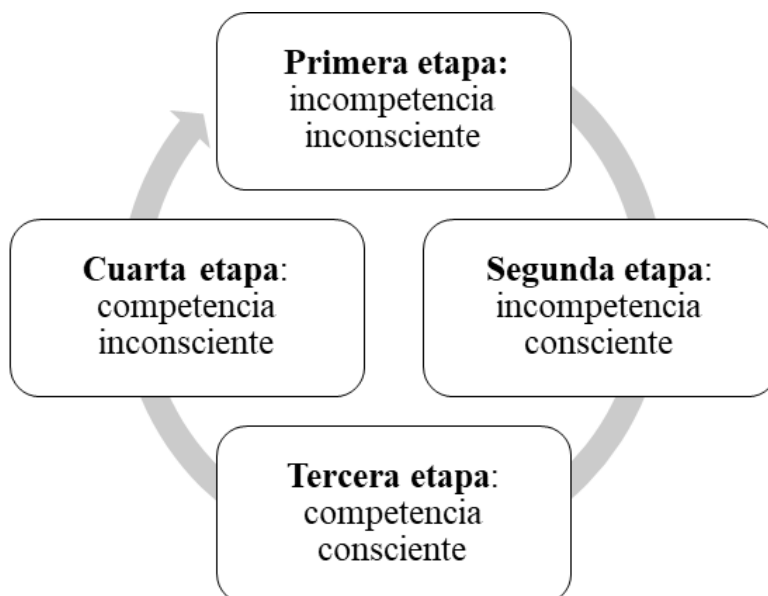 Primera etapa:
incompetencia
inconsciente
Segunda etapa:
incompetencia
consciente
Tercera etapa:
competencia
consciente
Cuarta etapa:
competencia
inconsciente